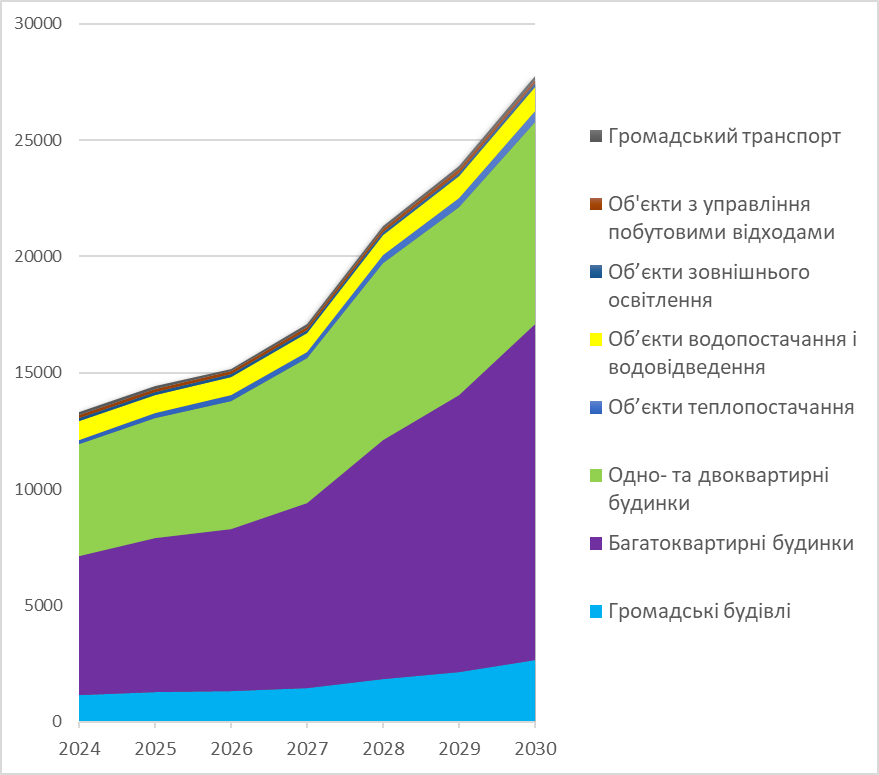 30000
25000
20000
15000
10000
5000
0
2024 2025 2026 2027 2028 2029 2030
Громадський транспорт
Об'єкти з управління
побутовими відходами
Об’єкти зовнішнього
освітлення
Об’єкти водопостачання і
водовідведення
Об’єкти теплопостачання
Одно- та двоквартирні
будинки
Багатоквартирні будинки
Громадські будівлі